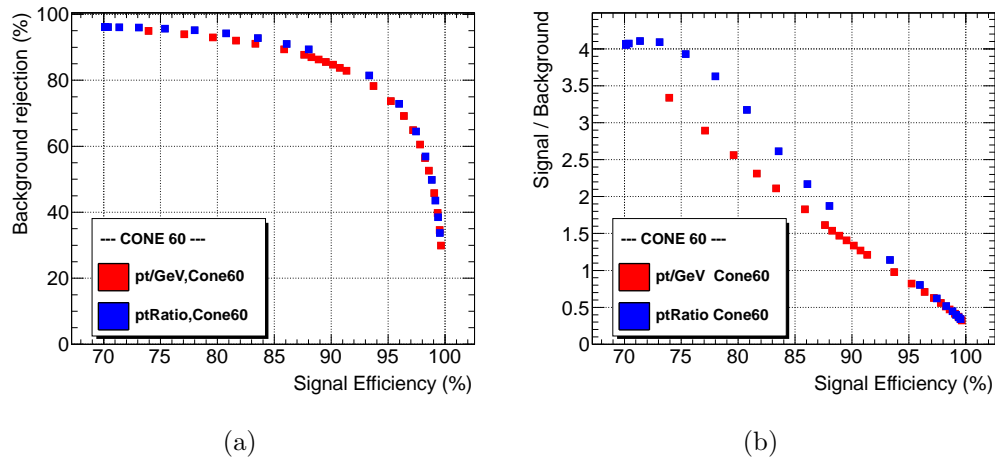 Background rejection (%)
100
80
60
40
20
0
--- CONE 60 ---
pt/GeV,Cone60
ptRatio,Cone60
70 75 80 85 90 95 100
Signal Efficiency (%)
(a)
Signal / Background
4
3.5
3
2.5
2
1.5
1
0.5
0
--- CONE 60 ---
pt/GeV Cone60
ptRatio Cone60
70 75 80 85 90 95 100
Signal Efficiency (%)
(b)